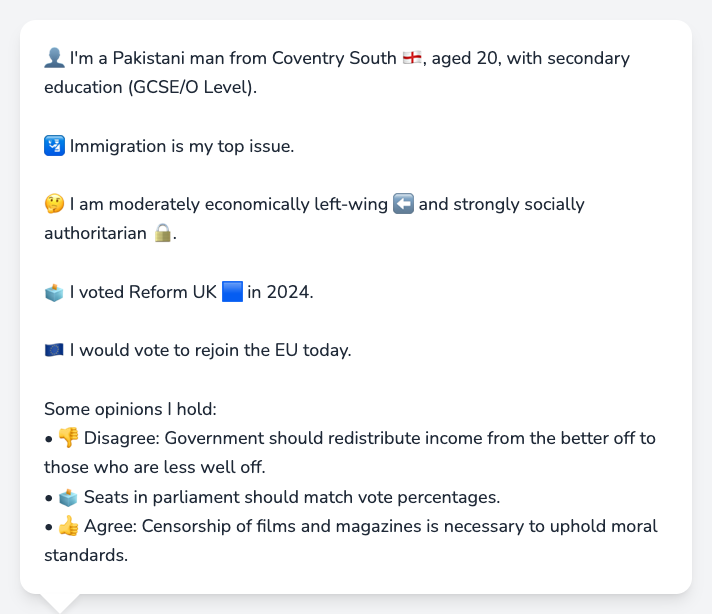 👤 I'm a Pakistani man from Coventry South 🏴󠁧󠁢󠁥󠁮󠁧󠁿, aged 20, with secondary
education (GCSE/O Level).
🛂 Immigration is my top issue.
🤔 I am moderately economically left-wing ⬅️ and strongly socially
authoritarian 🔒.
🗳️ I voted Reform UK 🟦 in 2024.
🇪🇺 I would vote to rejoin the EU today.
Some opinions I hold:
• 👎 Disagree: Government should redistribute income from the better off to
those who are less well off.
• 🗳️ Seats in parliament should match vote percentages.
• 👍 Agree: Censorship of films and magazines is necessary to uphold moral
standards.